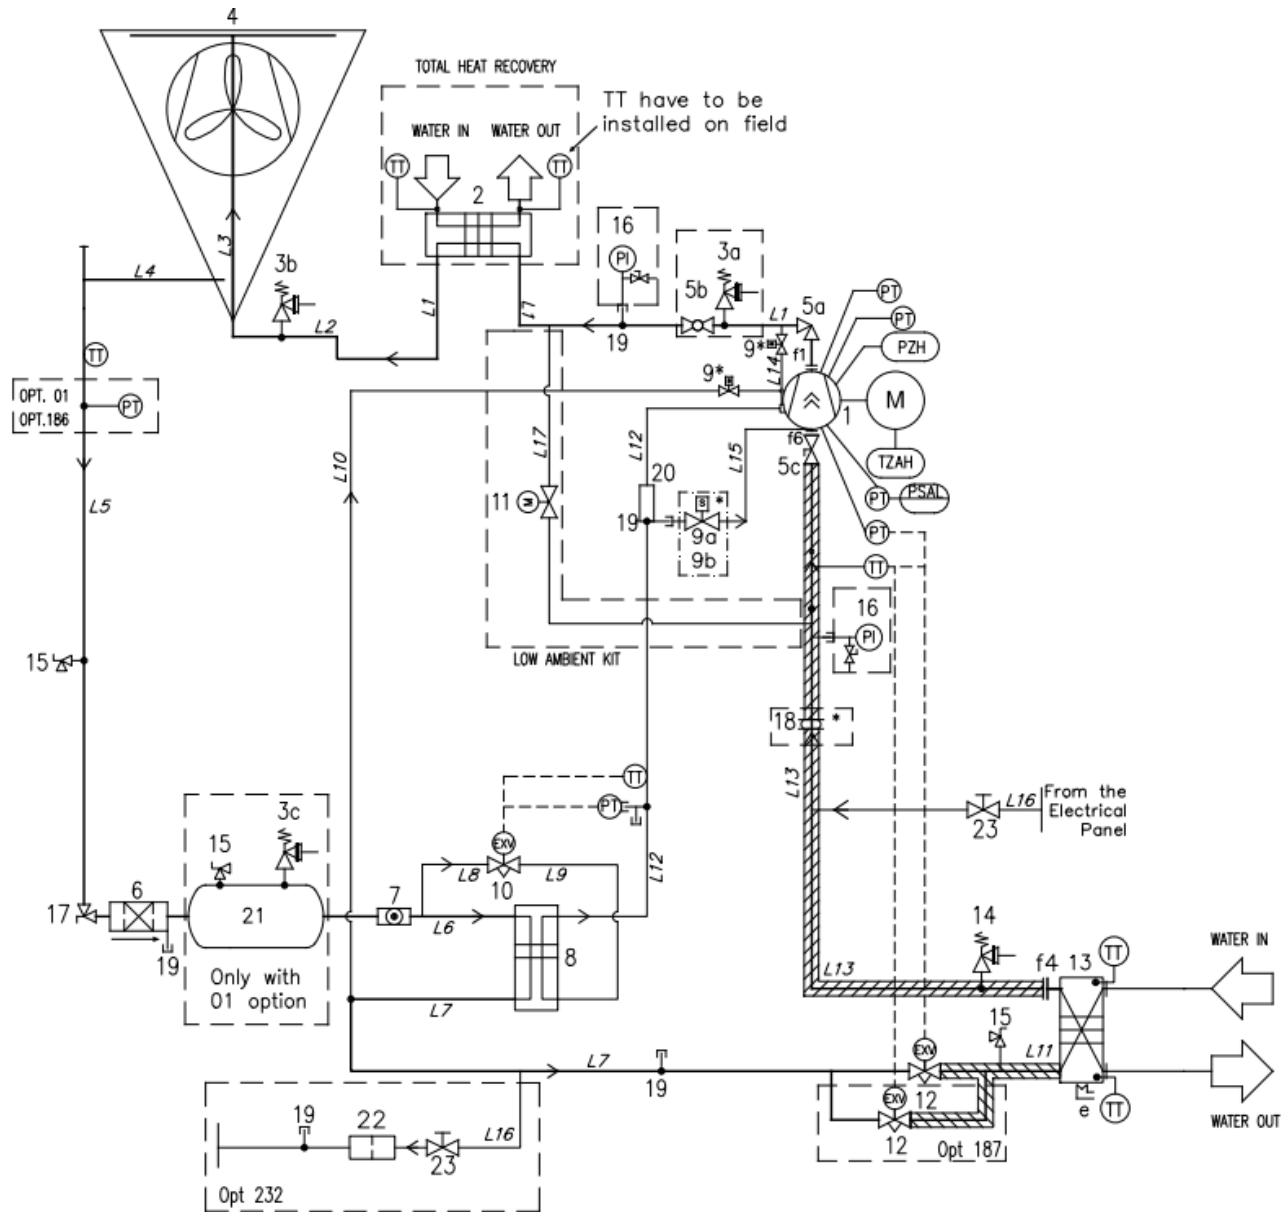 4
TOTAL HEAT RECOVERY
TT have to be
installed on field
WATER IN
WATER OUT
TT
TT
2
16
3a
PI
5b
L3
L4
3b
L1
L1
L1
5a
PT
PT
PZH
L2
19
9*
f1
L14
TT
9*
M
1
OPT. 01
OPT.186
PT
f6
TZAH
L12
L15
5c
L17
L10
20
PT
PSAL
L5
11
M
S
*
19
9a
9b
PT
TT
16
PI
15
LOW AMBIENT KIT
18
*
L13
TT
From the
Electrical
Panel
L16
23
PT
3c
15
EXV
L8
L9
10
L12
6
7
14
17
21
L6
WATER IN
L13
f4
13
TT
19
8
Only with
01 option
L7
15
L7
EXV
L11
19
12
e
TT
EXV
WATER OUT
19
22
L16
23
12
Opt 187
Opt 232